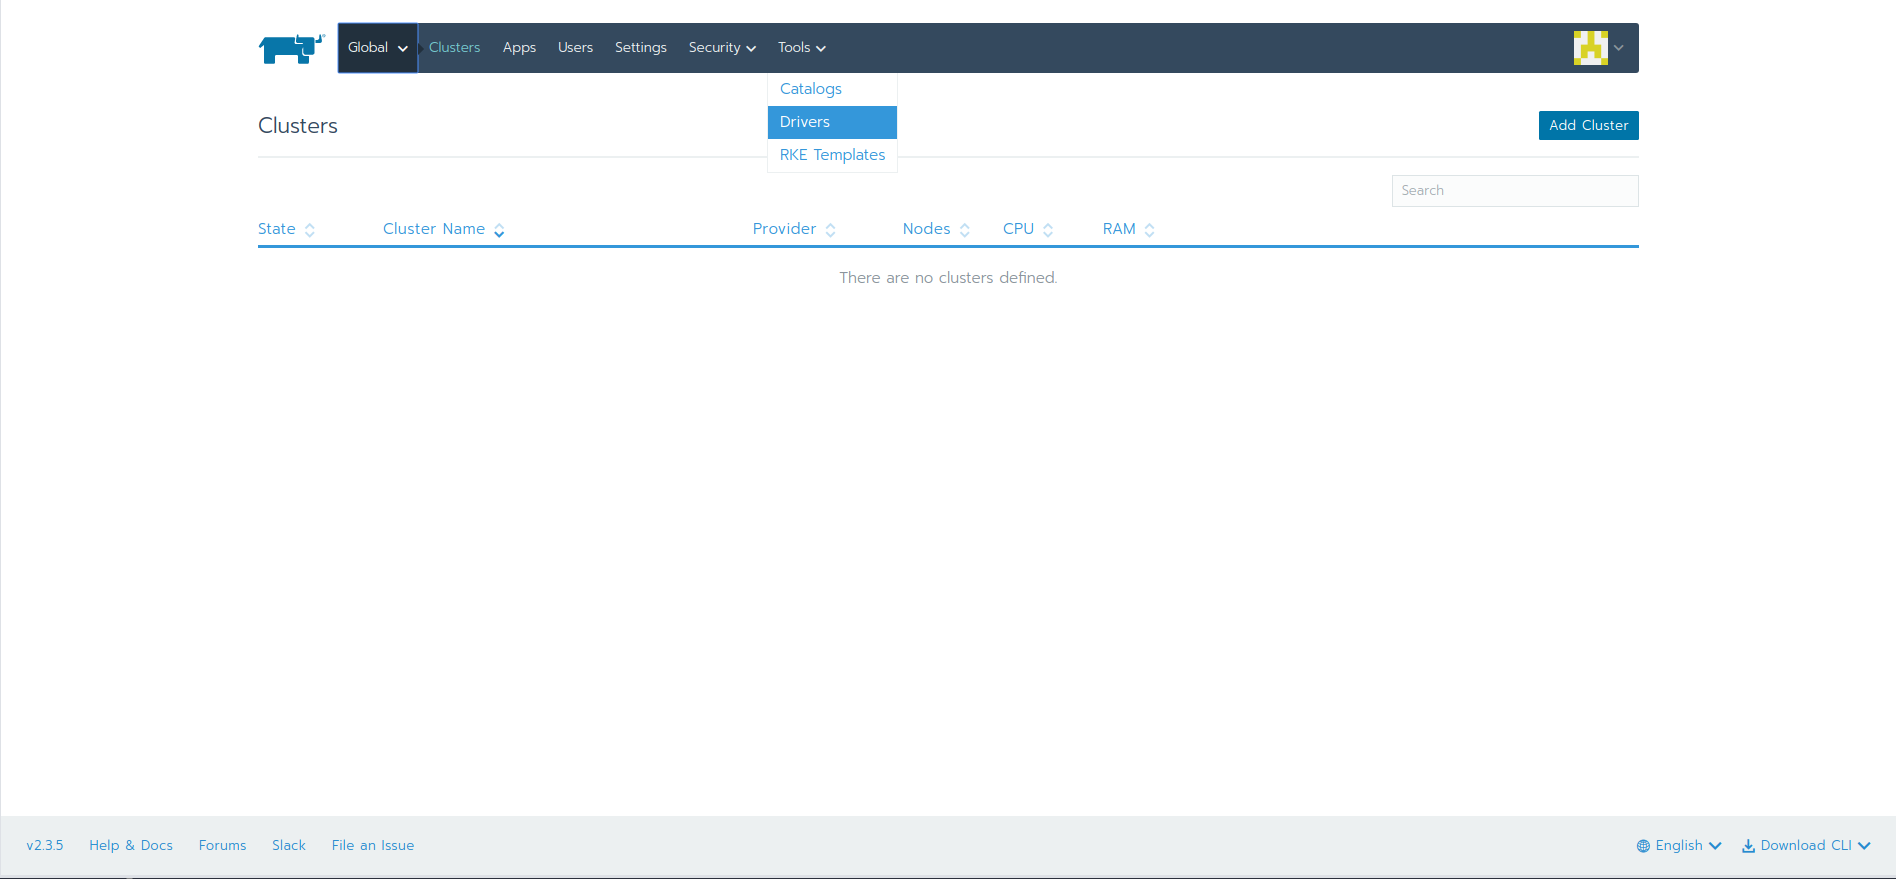 Global Clusters Apps Users Settings Security Tools
Catalogs
Drivers
RKE Templates
Clusters
Add Cluster
Search
State Cluster Name Provider Nodes CPU RAM
There are no clusters defined.
v2.3.5 Help & Docs Forums Slack File an Issue English Download CLI